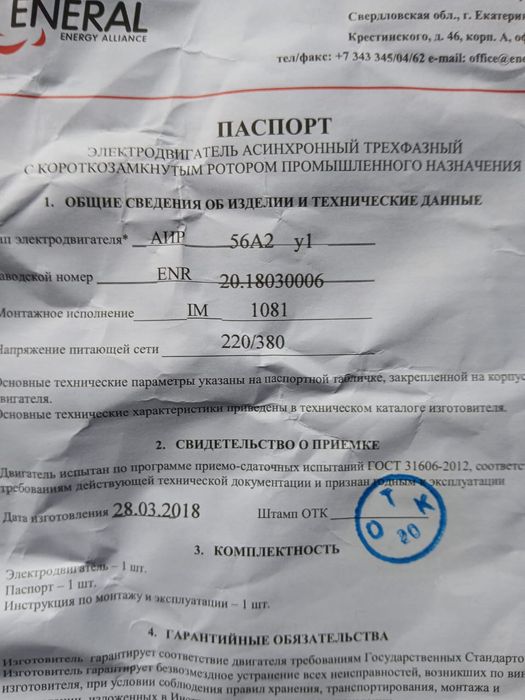 ENERAL
ENERGY ALLIANCE
Свердловская обл., г. Екатерин
Крестинского, д. 46, корп. А, оф
тел/факс: +7 343 345/04/62 e-mail: office@ene
ПАСПОРТ
ЭЛЕКТРОДВИГАТЕЛЬ АСИНХРОННЫЙ ТРЕХФАЗНЫЙ
С КОРОТКОЗАМКНУТЫМ РОТОРОМ ПРОМЫШЛЕННОГО НАЗНАЧЕНИЯ
1. ОБЩИЕ СВЕДЕНИЯ ОБ ИЗДЕЛИИ И ТЕХНИЧЕСКИЕ ДАННЫЕ
ип электродвигателя* АИР 56А2 у1
аводской номер ENR 20.18030006
Монтажное исполнение IM 1081
Напряжение питающей сети 220/380
Основные технические параметры указаны на паспортной табличке, закрепленной на корпус
вигателя.
Основные технические характеристики приведены в техническом каталоге изготовителя.
2. СВИДЕТЕЛЬСТВО О ПРИЕМКЕ
Двигатель испытан по программе приемо-сдаточных испытаний ГОСТ 31606-2012, соответс
требованиям действующей технической документации и признан годным к эксплуатации
Дата изготовления 28.03.2018 Штамп ОТК
ОТК 20
3. КОМПЛЕКТНОСТЬ
Электродвигатель – 1 шт.
Паспорт – 1 шт.
Инструкция по монтажу и эксплуатации – 1 шт.
4. ГАРАНТИЙНЫЕ ОБЯЗАТЕЛЬСТВА
Изготовитель гарантирует соответствие двигателя требованиям Государственных Стандарто
Изготовитель гарантирует безвозмездное устранение всех неисправностей, возникших по ви
изготовителя, при условии соблюдения правил хранения, транспортирования, монтажа и